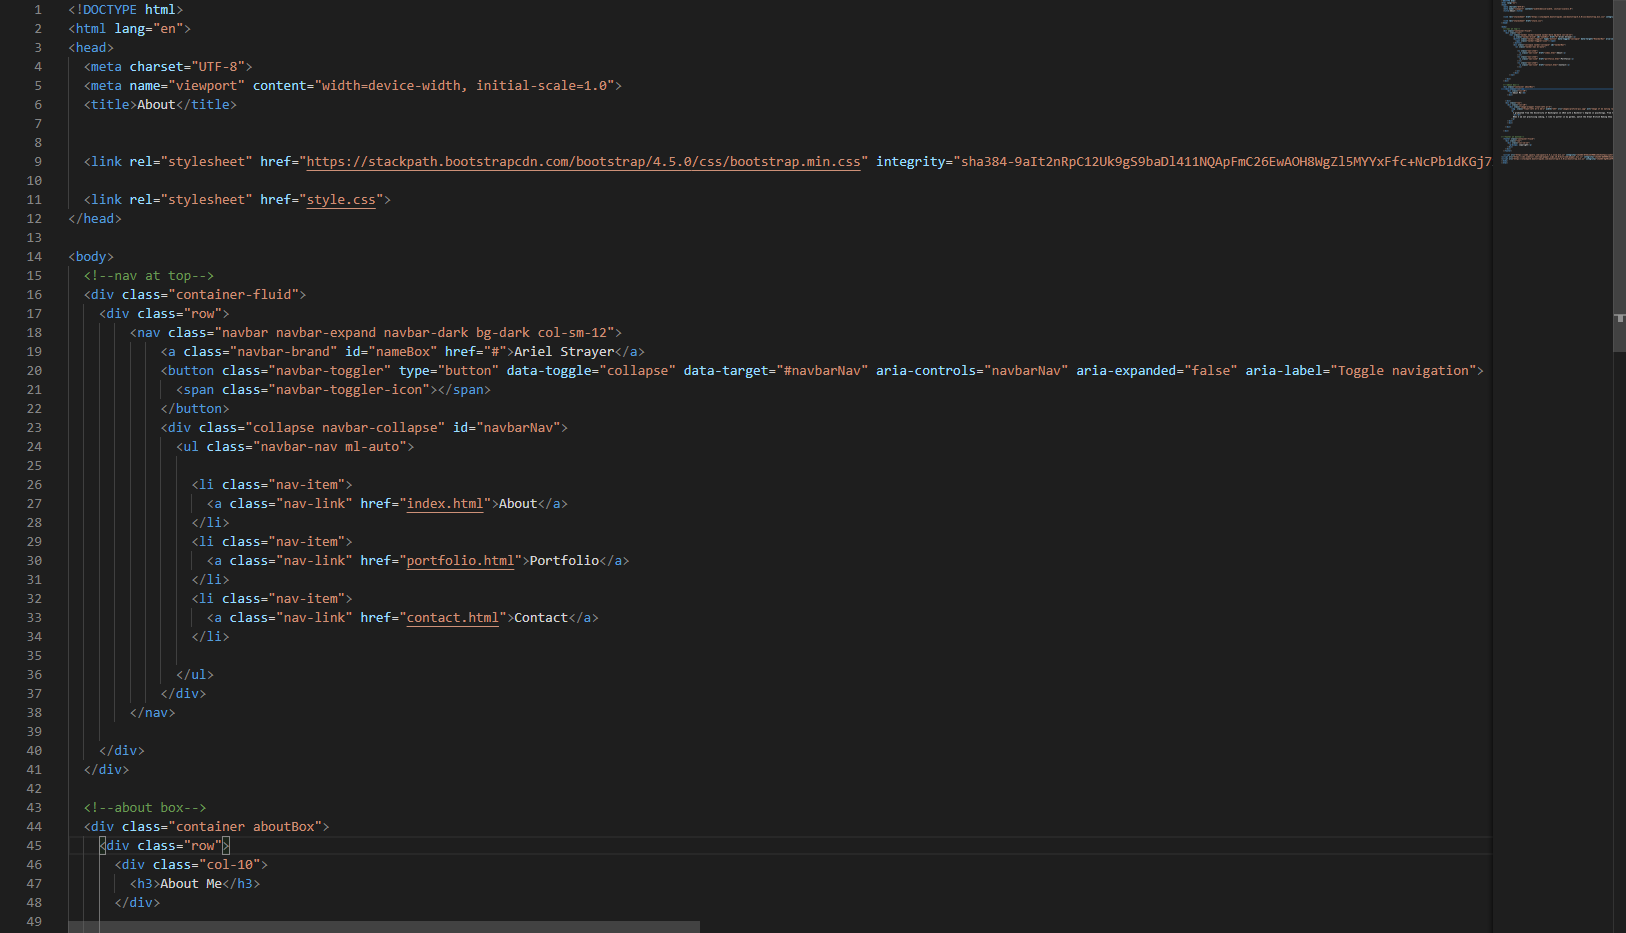 1 <!DOCTYPE html>
2 <html lang="en">
3 <head>
4 <meta charset="UTF-8">
5 <meta name="viewport" content="width=device-width, initial-scale=1.0">
6 <title>About</title>
7
8
9 <link rel="stylesheet" href="https://stackpath.bootstrapcdn.com/bootstrap/4.5.0/css/bootstrap.min.css" integrity="sha384-9aIt2nRpC12Uk9gS9baDl411NQApFmC26EwAOH8WgZl5MYYxFfc+NcPb1dKGj7
10
11 <link rel="stylesheet" href="style.css">
12 </head>
13
14 <body>
15 <!--nav at top-->
16 <div class="container-fluid">
17 <div class="row">
18 <nav class="navbar navbar-expand navbar-dark bg-dark col-sm-12">
19 <a class="navbar-brand" id="nameBox" href="#">Ariel Strayer</a>
20 <button class="navbar-toggler" type="button" data-toggle="collapse" data-target="#navbarNav" aria-controls="navbarNav" aria-expanded="false" aria-label="Toggle navigation">
21 <span class="navbar-toggler-icon"></span>
22 </button>
23 <div class="collapse navbar-collapse" id="navbarNav">
24 <ul class="navbar-nav ml-auto">
25
26 <li class="nav-item">
27 <a class="nav-link" href="index.html">About</a>
28 </li>
29 <li class="nav-item">
30 <a class="nav-link" href="portfolio.html">Portfolio</a>
31 </li>
32 <li class="nav-item">
33 <a class="nav-link" href="contact.html">Contact</a>
34 </li>
35
36 </ul>
37 </div>
38 </nav>
39
40 </div>
41 </div>
42
43 <!--about box-->
44 <div class="container aboutBox">
45 <div class="row">
46 <div class="col-10">
47 <h3>About Me</h3>
48 </div>
49